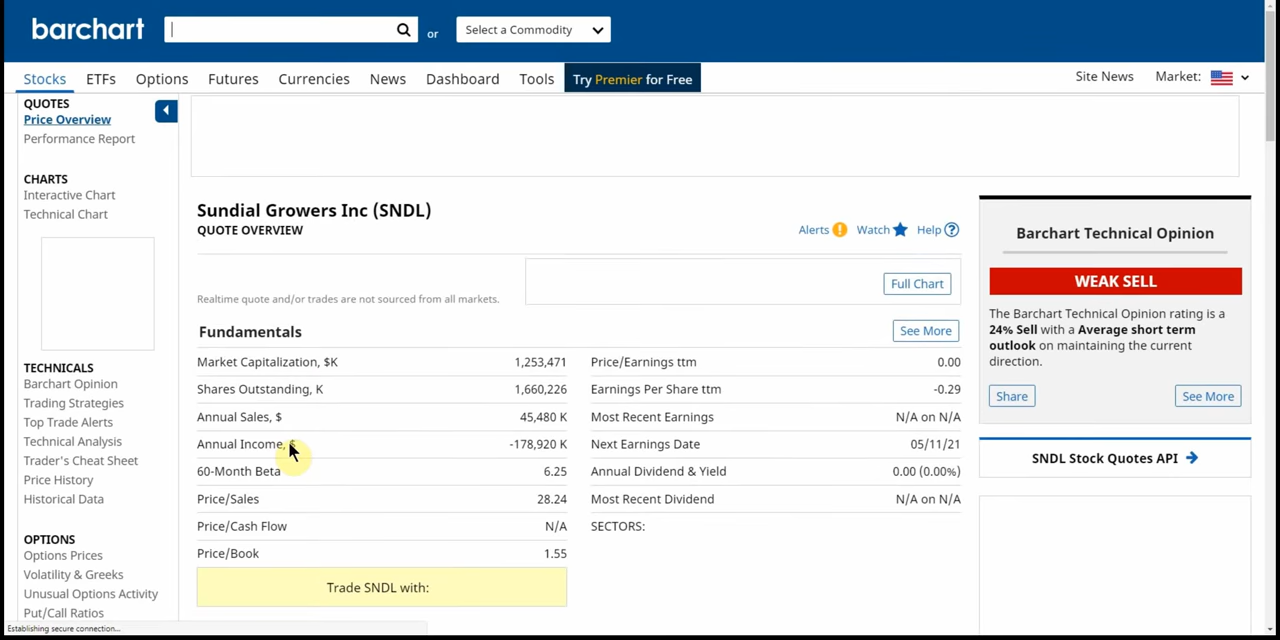 barchart
or
Select a Commodity
Stocks ETFs Options Futures Currencies News Dashboard Tools Try Premier for Free Site News Market:
QUOTES
Price Overview
Performance Report
CHARTS
Interactive Chart
Technical Chart
TECHNICALS
Barchart Opinion
Trading Strategies
Top Trade Alerts
Technical Analysis
Trader's Cheat Sheet
Price History
Historical Data
OPTIONS
Options Prices
Volatility & Greeks
Unusual Options Activity
Put/Call Ratios
Establishing secure connection...
Sundial Growers Inc (SNDL)
QUOTE OVERVIEW
Alerts Watch Help
Realtime quote and/or trades are not sourced from all markets.
Full Chart
Fundamentals See More
Market Capitalization, $K 1,253,471 Price/Earnings ttm 0.00
Shares Outstanding, K 1,660,226 Earnings Per Share ttm -0.29
Annual Sales, $ 45,480 K Most Recent Earnings N/A on N/A
Annual Income, $ -178,920 K Next Earnings Date 05/11/21
60-Month Beta 6.25 Annual Dividend & Yield 0.00 (0.00%)
Price/Sales 28.24 Most Recent Dividend N/A on N/A
Price/Cash Flow N/A SECTORS:
Price/Book 1.55
Trade SNDL with:
Barchart Technical Opinion
WEAK SELL
The Barchart Technical Opinion rating is a
24% Sell with a Average short term
outlook on maintaining the current
direction.
Share See More
SNDL Stock Quotes API